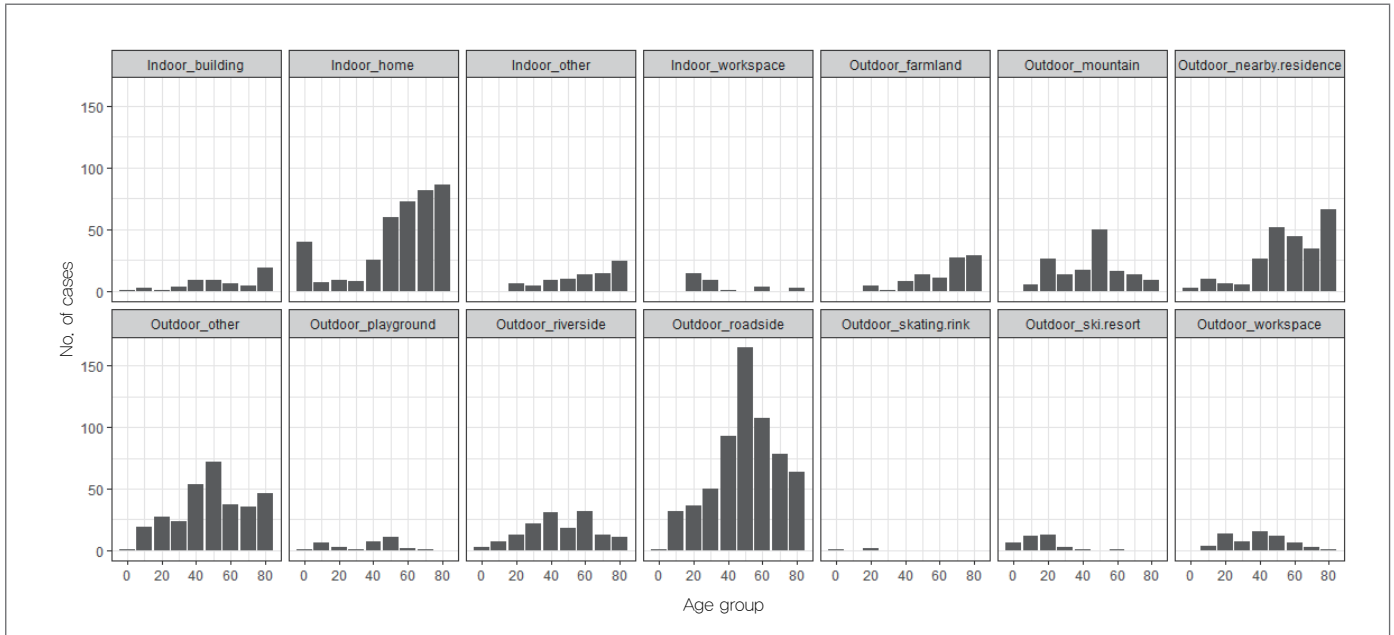 Indoor_building Indoor_home Indoor_other Indoor_workspace Outdoor_farmland Outdoor_mountain Outdoor_nearby.residence
150
100
50
0
No. of cases
Outdoor_other Outdoor_playground Outdoor_riverside Outdoor_roadside Outdoor_skating.rink Outdoor_ski.resort Outdoor_workspace
150
100
50
0
0 20 40 60 80 0 20 40 60 80 0 20 40 60 80 0 20 40 60 80 0 20 40 60 80 0 20 40 60 80 0 20 40 60 80
Age group